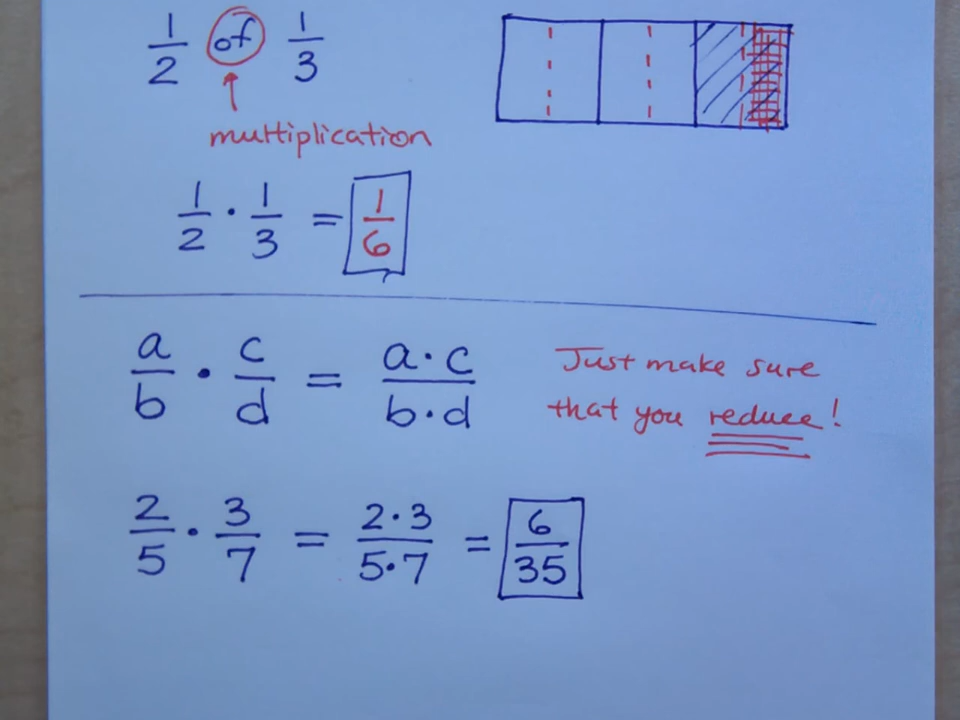 1/2 of 1/3
multiplication
1/2 · 1/3 = 1/6
a/b · c/d = a·c/b·d
Just make sure
that you reduce!
2/5 · 3/7 = 2·3/5·7 = 6/35